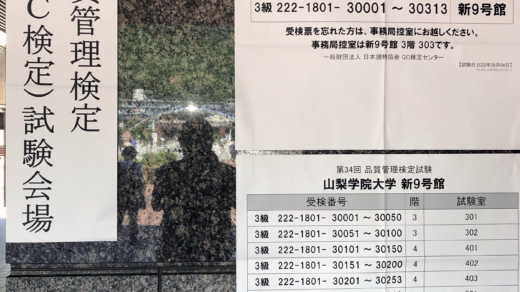 質管理検定
C検定）試験会場
3級 222-1801- 30001 ～ 30313 新9号館
受検票を忘れた方は、事務局控室にお越しください。
事務局控室は新9号館 3階 303です。
一般財団法人 日本規格協会 QC検定センター
第34回 品質管理検定試験
山梨学院大学 新9号館
受検番号 階 試験室
3級 222-1801- 30001 ～ 30050 3 301
3級 222-1801- 30051 ～ 30100 3 302
3級 222-1801- 30101 ～ 30150 4 401
3級 222-1801- 30151 ～ 30200 4 402
3級 222-1801- 30201 ～ 30253 4 403